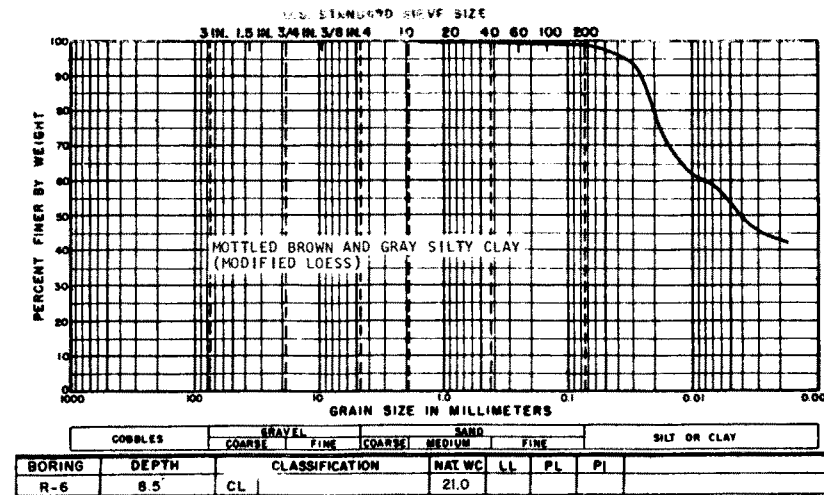 U.S. STANDARD SIEVE SIZE
3 IN. 1.5 IN. 3/4 IN. 3/8 IN. 4 10 20 40 60 100 200
PERCENT FINER BY WEIGHT
100
90
80
70
60
50
40
30
20
10
0
MOTTLED BROWN AND GRAY SILTY CLAY
(MODIFIED LOESS)
1000 100 10 1.0 0.1 0.01 0.00
GRAIN SIZE IN MILLIMETERS
COBBLES GRAVEL SAND SILT OR CLAY
COARSE FINE COARSE MEDIUM FINE
BORING DEPTH CLASSIFICATION NAT. WC LL PL PI
R-6 8.5' CL 21.0